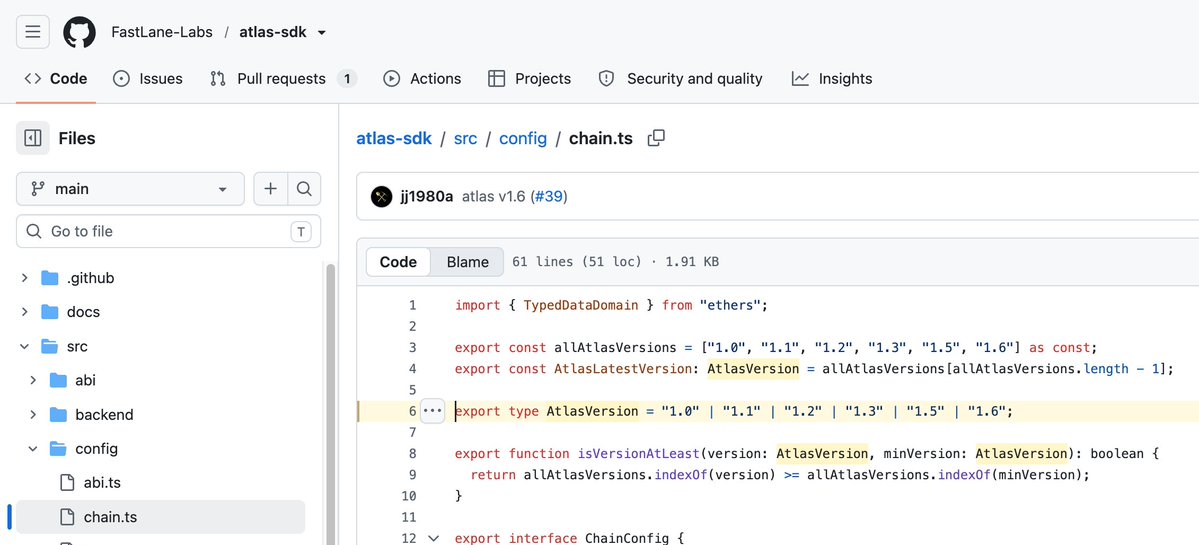 FastLane-Labs / atlas-sdk
Code Issues Pull requests 1 Actions Projects Security and quality Insights
Files
main
Go to file T
.github
docs
src
abi
backend
config
abi.ts
chain.ts
atlas-sdk / src / config / chain.ts
jj1980a atlas v1.6 (#39)
Code Blame 61 lines (51 loc) · 1.91 KB
1 import { TypedDataDomain } from "ethers";
2
3 export const allAtlasVersions = ["1.0", "1.1", "1.2", "1.3", "1.5", "1.6"] as const;
4 export const AtlasLatestVersion: AtlasVersion = allAtlasVersions[allAtlasVersions.length - 1];
5
6 export type AtlasVersion = "1.0" | "1.1" | "1.2" | "1.3" | "1.5" | "1.6";
7
8 export function isVersionAtLeast(version: AtlasVersion, minVersion: AtlasVersion): boolean {
9 return allAtlasVersions.indexOf(version) >= allAtlasVersions.indexOf(minVersion);
10 }
11
12 export interface ChainConfig {